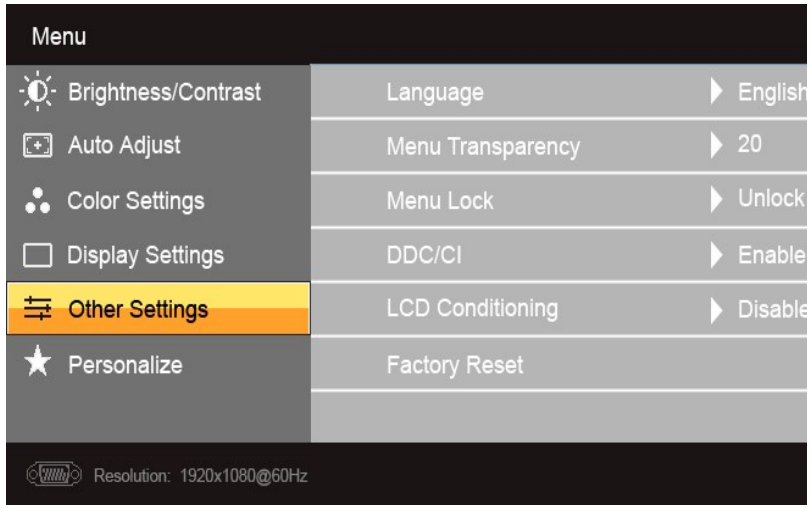 Menu
Brightness/Contrast
Auto Adjust
Color Settings
Display Settings
Other Settings
Personalize
Language English
Menu Transparency 20
Menu Lock Unlock
DDC/CI Enable
LCD Conditioning Disable
Factory Reset
Resolution: 1920x1080@60Hz